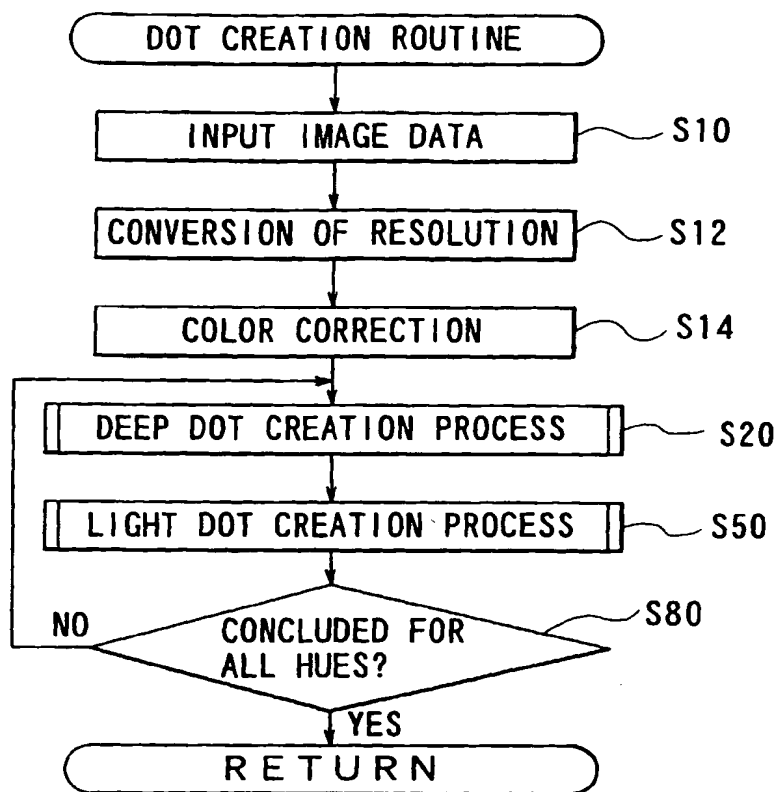 DOT CREATION ROUTINE
INPUT IMAGE DATA
S10
CONVERSION OF RESOLUTION
S12
COLOR CORRECTION
S14
DEEP DOT CREATION PROCESS
S20
LIGHT DOT CREATION PROCESS
S50
CONCLUDED FOR
ALL HUES?
S80
NO
YES
RETURN